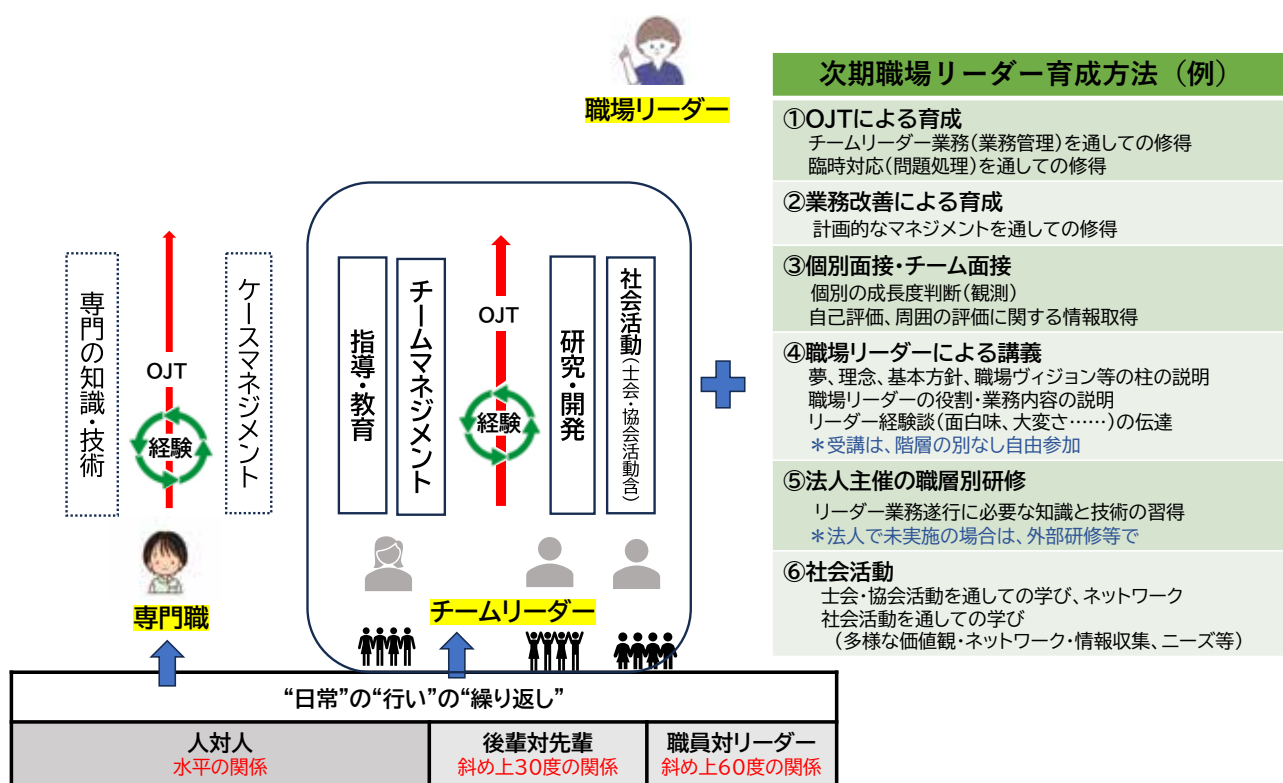 職場リーダー
専門の知識・技術
OJT
経験
ケースマネジメント
専門職
指導・教育
チームマネジメント
OJT
経験
研究・開発
社会活動(士会・協会活動含)
チームリーダー
“日常”の“行い”の“繰り返し”
人対人
水平の関係
後輩対先輩
斜め上30度の関係
職員対リーダー
斜め上60度の関係
次期職場リーダー育成方法（例）
①OJTによる育成
チームリーダー業務(業務管理)を通しての修得
臨時対応(問題処理)を通しての修得
②業務改善による育成
計画的なマネジメントを通しての修得
③個別面接・チーム面接
個別の成長度判断(観測)
自己評価、周囲の評価に関する情報取得
④職場リーダーによる講義
夢、理念、基本方針、職場ヴィジョン等の柱の説明
職場リーダーの役割・業務内容の説明
リーダー経験談(面白味、大変さ……)の伝達
＊受講は、階層の別なし自由参加
⑤法人主催の職層別研修
リーダー業務遂行に必要な知識と技術の習得
＊法人で未実施の場合は、外部研修等で
⑥社会活動
士会・協会活動を通しての学び、ネットワーク
社会活動を通しての学び
（多様な価値観・ネットワーク・情報収集、ニーズ等）